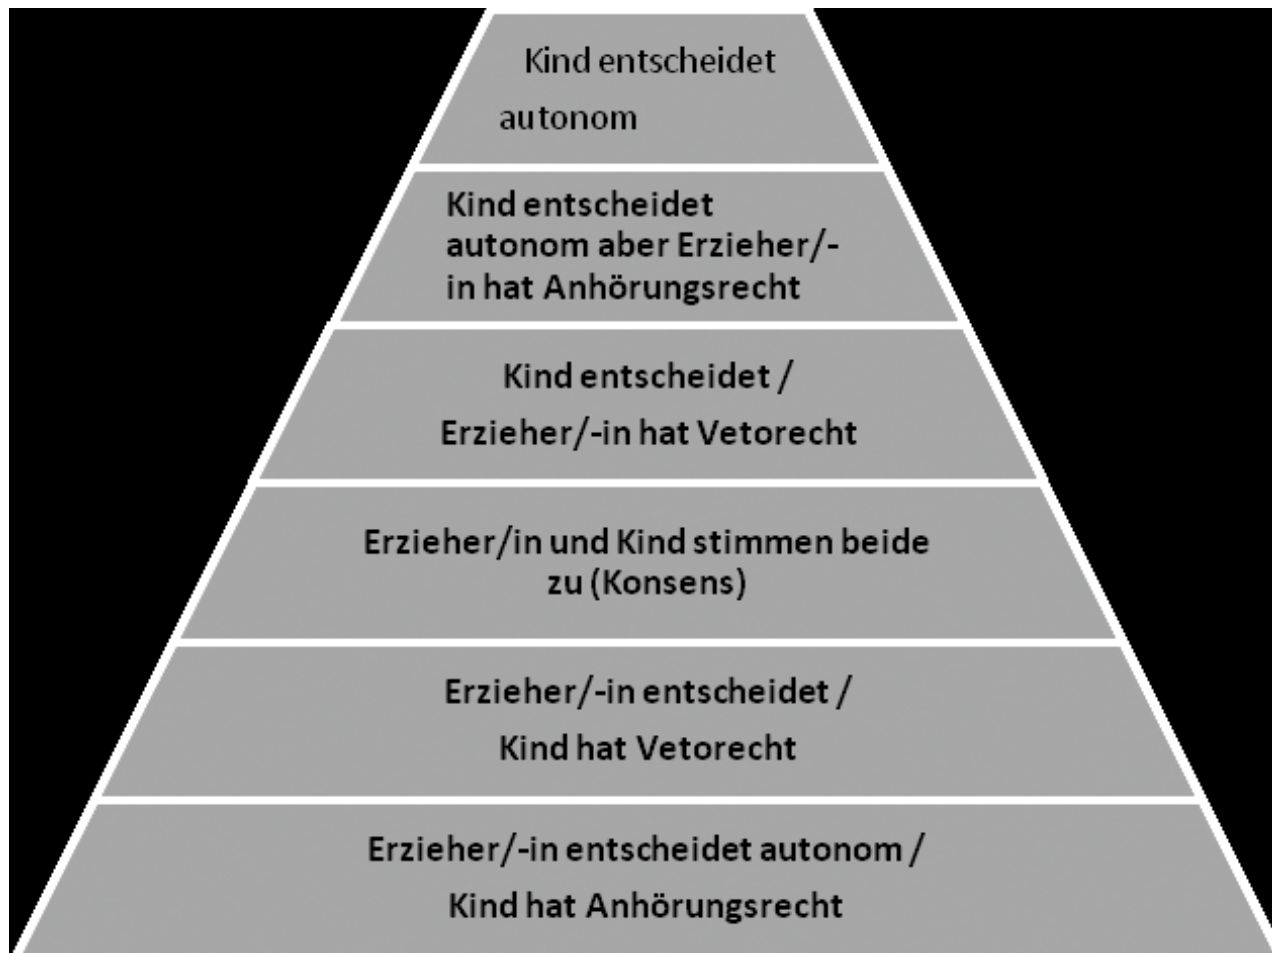 Kind entscheidet
autonom
Kind entscheidet
autonom aber Erzieher/-
in hat Anhörungsrecht
Kind entscheidet /
Erzieher/-in hat Vetorecht
Erzieher/in und Kind stimmen beide
zu (Konsens)
Erzieher/-in entscheidet /
Kind hat Vetorecht
Erzieher/-in entscheidet autonom /
Kind hat Anhörungsrecht